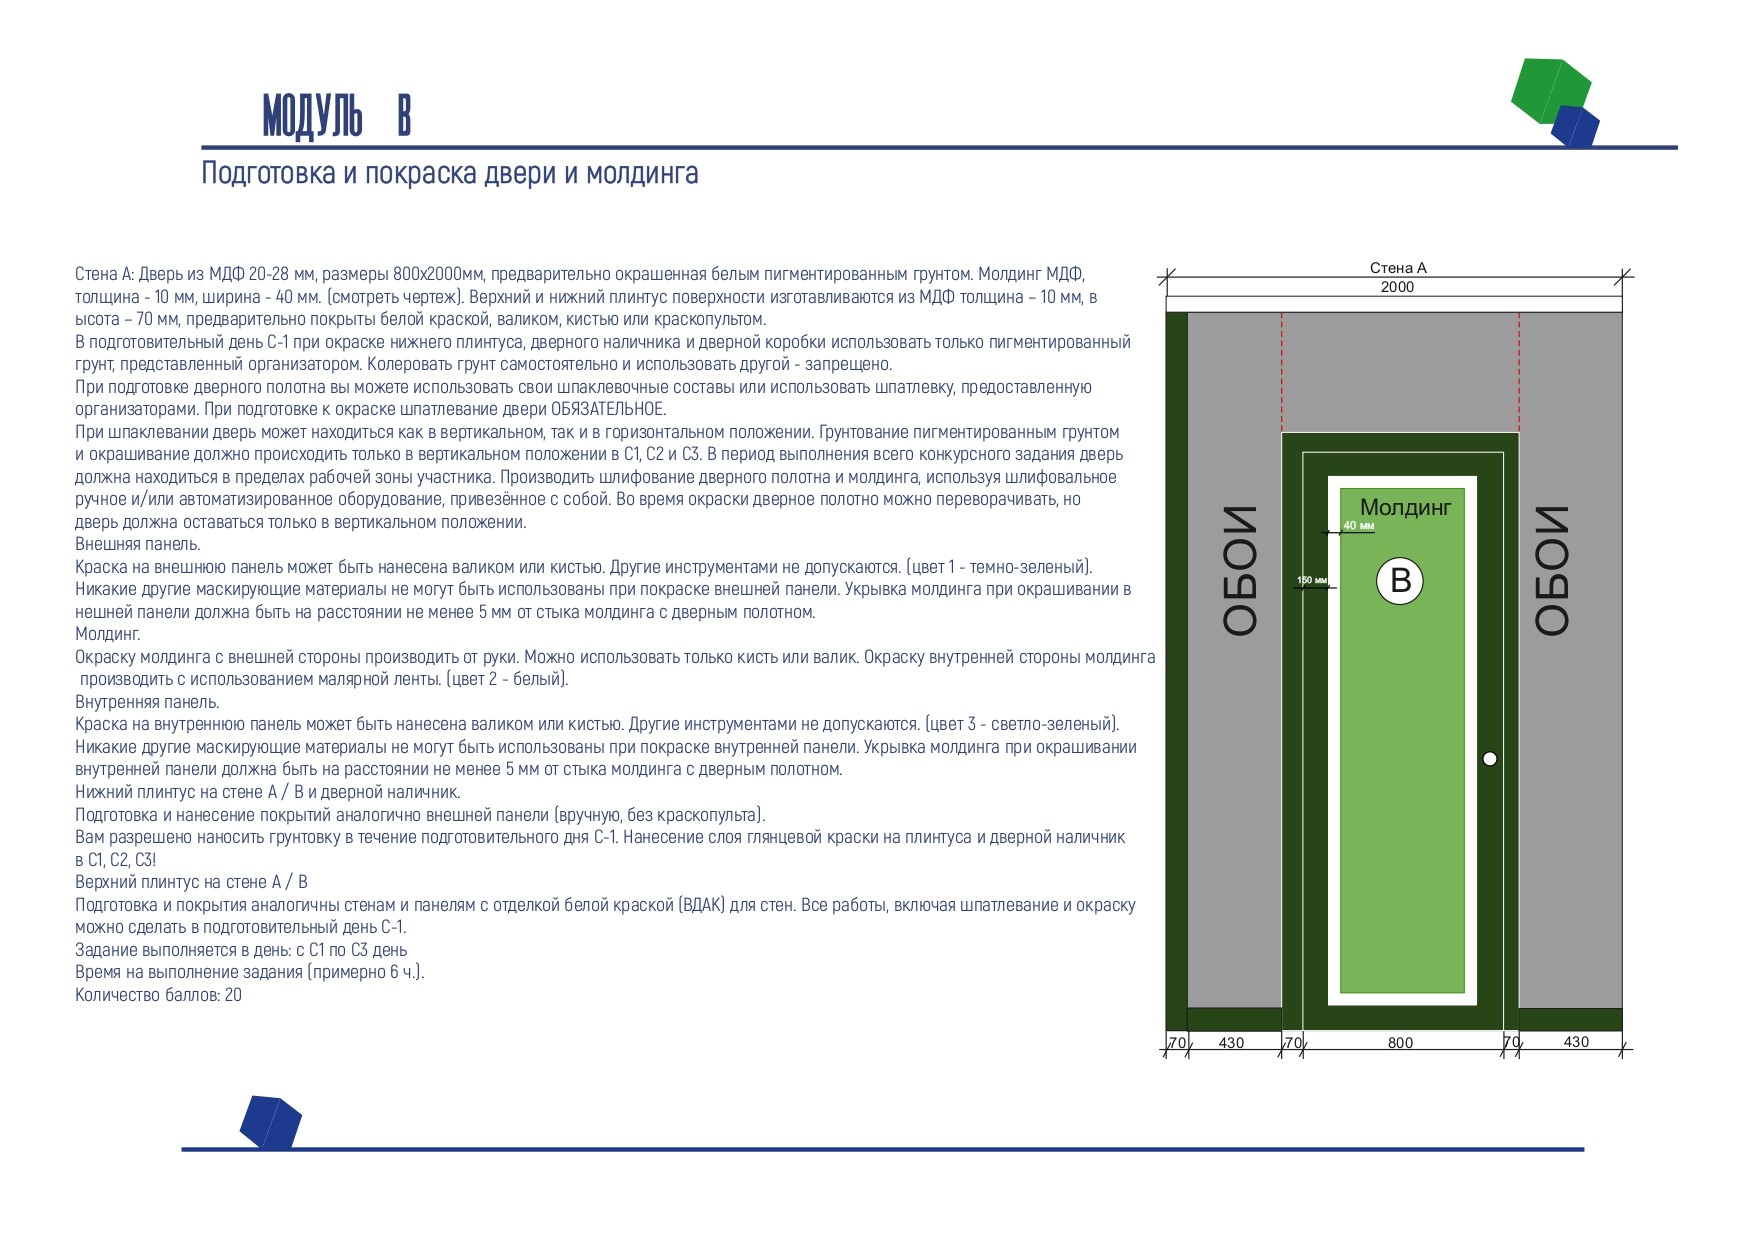 МОДУЛЬ В
Подготовка и покраска двери и молдинга
Стена А: Дверь из МДФ 20-28 мм, размеры 800х2000мм, предварительно окрашенная белым пигментированным грунтом. Молдинг МДФ,
толщина - 10 мм, ширина - 40 мм. (смотреть чертеж). Верхний и нижний плинтус поверхности изготавливаются из МДФ толщина – 10 мм, в
ысота – 70 мм, предварительно покрыты белой краской, валиком, кистью или краскопультом.
В подготовительный день С-1 при окраске нижнего плинтуса, дверного наличника и дверной коробки использовать только пигментированный
грунт, представленный организатором. Колеровать грунт самостоятельно и использовать другой - запрещено.
При подготовке дверного полотна вы можете использовать свои шпаклевочные составы или использовать шпатлевку, предоставленную
организаторами. При подготовке к окраске шпатлевание двери ОБЯЗАТЕЛЬНОЕ.
При шпаклевании дверь может находиться как в вертикальном, так и в горизонтальном положении. Грунтование пигментированным грунтом
и окрашивание должно происходить только в вертикальном положении в С1, С2 и С3. В период выполнения всего конкурсного задания дверь
должна находиться в пределах рабочей зоны участника. Производить шлифование дверного полотна и молдинга, используя шлифовальное
ручное и/или автоматизированное оборудование, привезённое с собой. Во время окраски дверное полотно можно переворачивать, но
дверь должна оставаться только в вертикальном положении.
Внешняя панель.
Краска на внешнюю панель может быть нанесена валиком или кистью. Другие инструментами не допускаются. (цвет 1 - темно-зеленый).
Никакие другие маскирующие материалы не могут быть использованы при покраске внешней панели. Укрывка молдинга при окрашивании в
нешней панели должна быть на расстоянии не менее 5 мм от стыка молдинга с дверным полотном.
Молдинг.
Окраску молдинга с внешней стороны производить от руки. Можно использовать только кисть или валик. Окраску внутренней стороны молдинга
производить с использованием малярной ленты. (цвет 2 - белый).
Внутренняя панель.
Краска на внутреннюю панель может быть нанесена валиком или кистью. Другие инструментами не допускаются. (цвет 3 - светло-зеленый).
Никакие другие маскирующие материалы не могут быть использованы при покраске внутренней панели. Укрывка молдинга при окрашивании
внутренней панели должна быть на расстоянии не менее 5 мм от стыка молдинга с дверным полотном.
Нижний плинтус на стене А / В и дверной наличник.
Подготовка и нанесение покрытий аналогично внешней панели (вручную, без краскопульта).
Вам разрешено наносить грунтовку в течение подготовительного дня С-1. Нанесение слоя глянцевой краски на плинтуса и дверной наличник
в С1, С2, С3!
Верхний плинтус на стене А / В
Подготовка и покрытия аналогичны стенам и панелям с отделкой белой краской (ВДАК) для стен. Все работы, включая шпатлевание и окраску
можно сделать в подготовительный день С-1.
Задание выполняется в день: с С1 по С3 день
Время на выполнение задания (примерно 6 ч.).
Количество баллов: 20
Стена А
2000
Молдинг
40 мм
150 мм
В
ОБОИ
ОБОИ
70 430 70 800 70 430